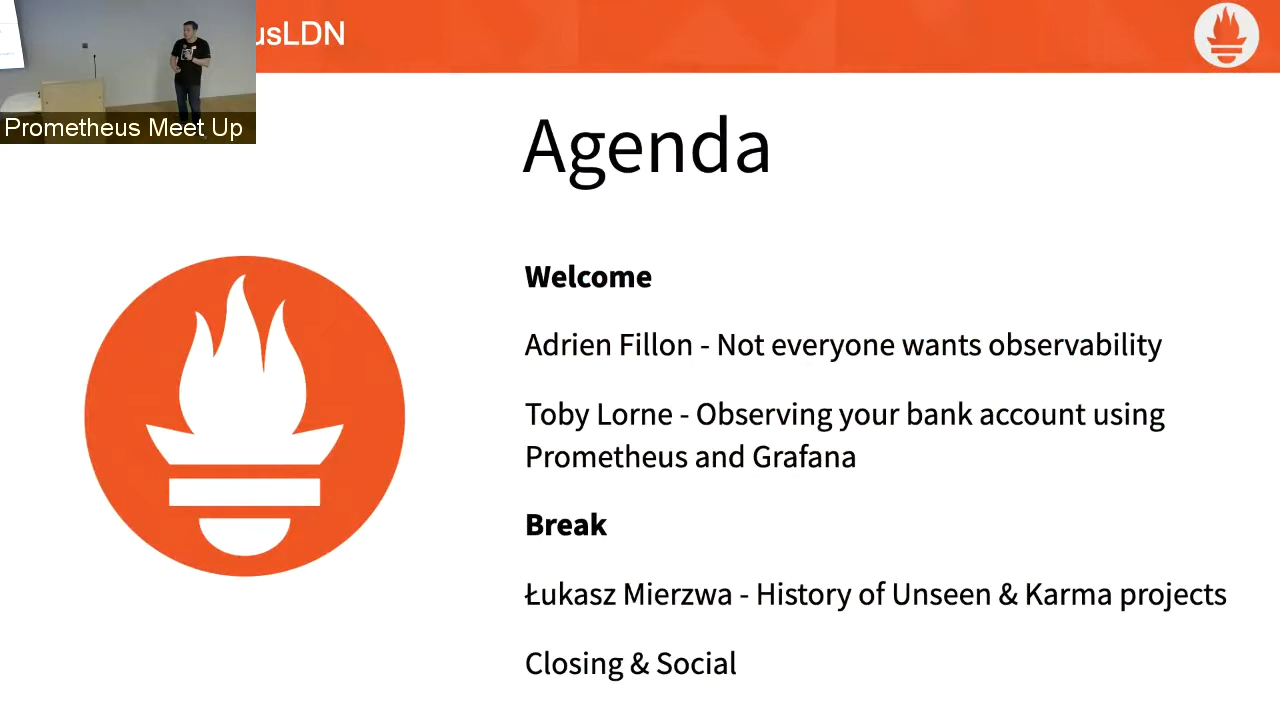 usLDN
Prometheus Meet Up
Agenda
Welcome
Adrien Fillon - Not everyone wants observability
Toby Lorne - Observing your bank account using
Prometheus and Grafana
Break
Łukasz Mierzwa - History of Unseen & Karma projects
Closing & Social